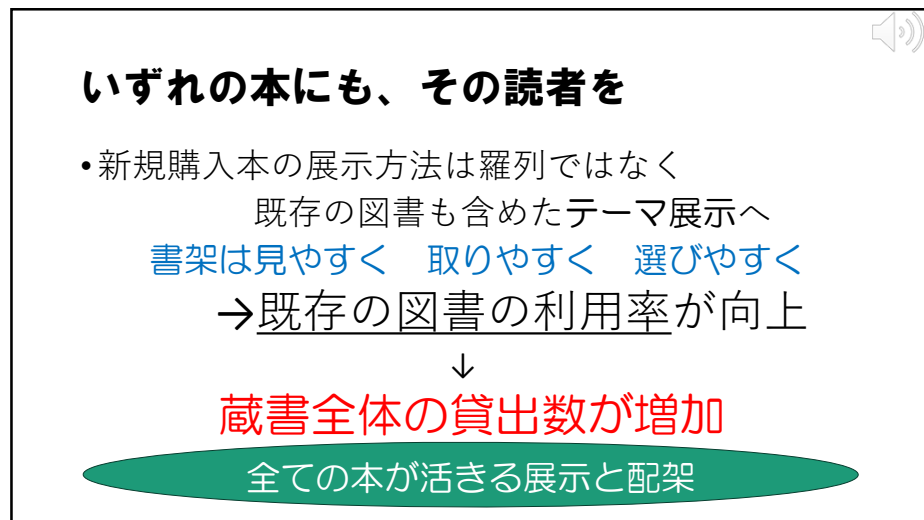 いずれの本にも、その読者を
•新規購入本の展示方法は羅列ではなく
既存の図書も含めたテーマ展示へ
書架は見やすく　取りやすく　選びやすく
→既存の図書の利用率が向上
↓
蔵書全体の貸出数が増加
全ての本が活きる展示と配架